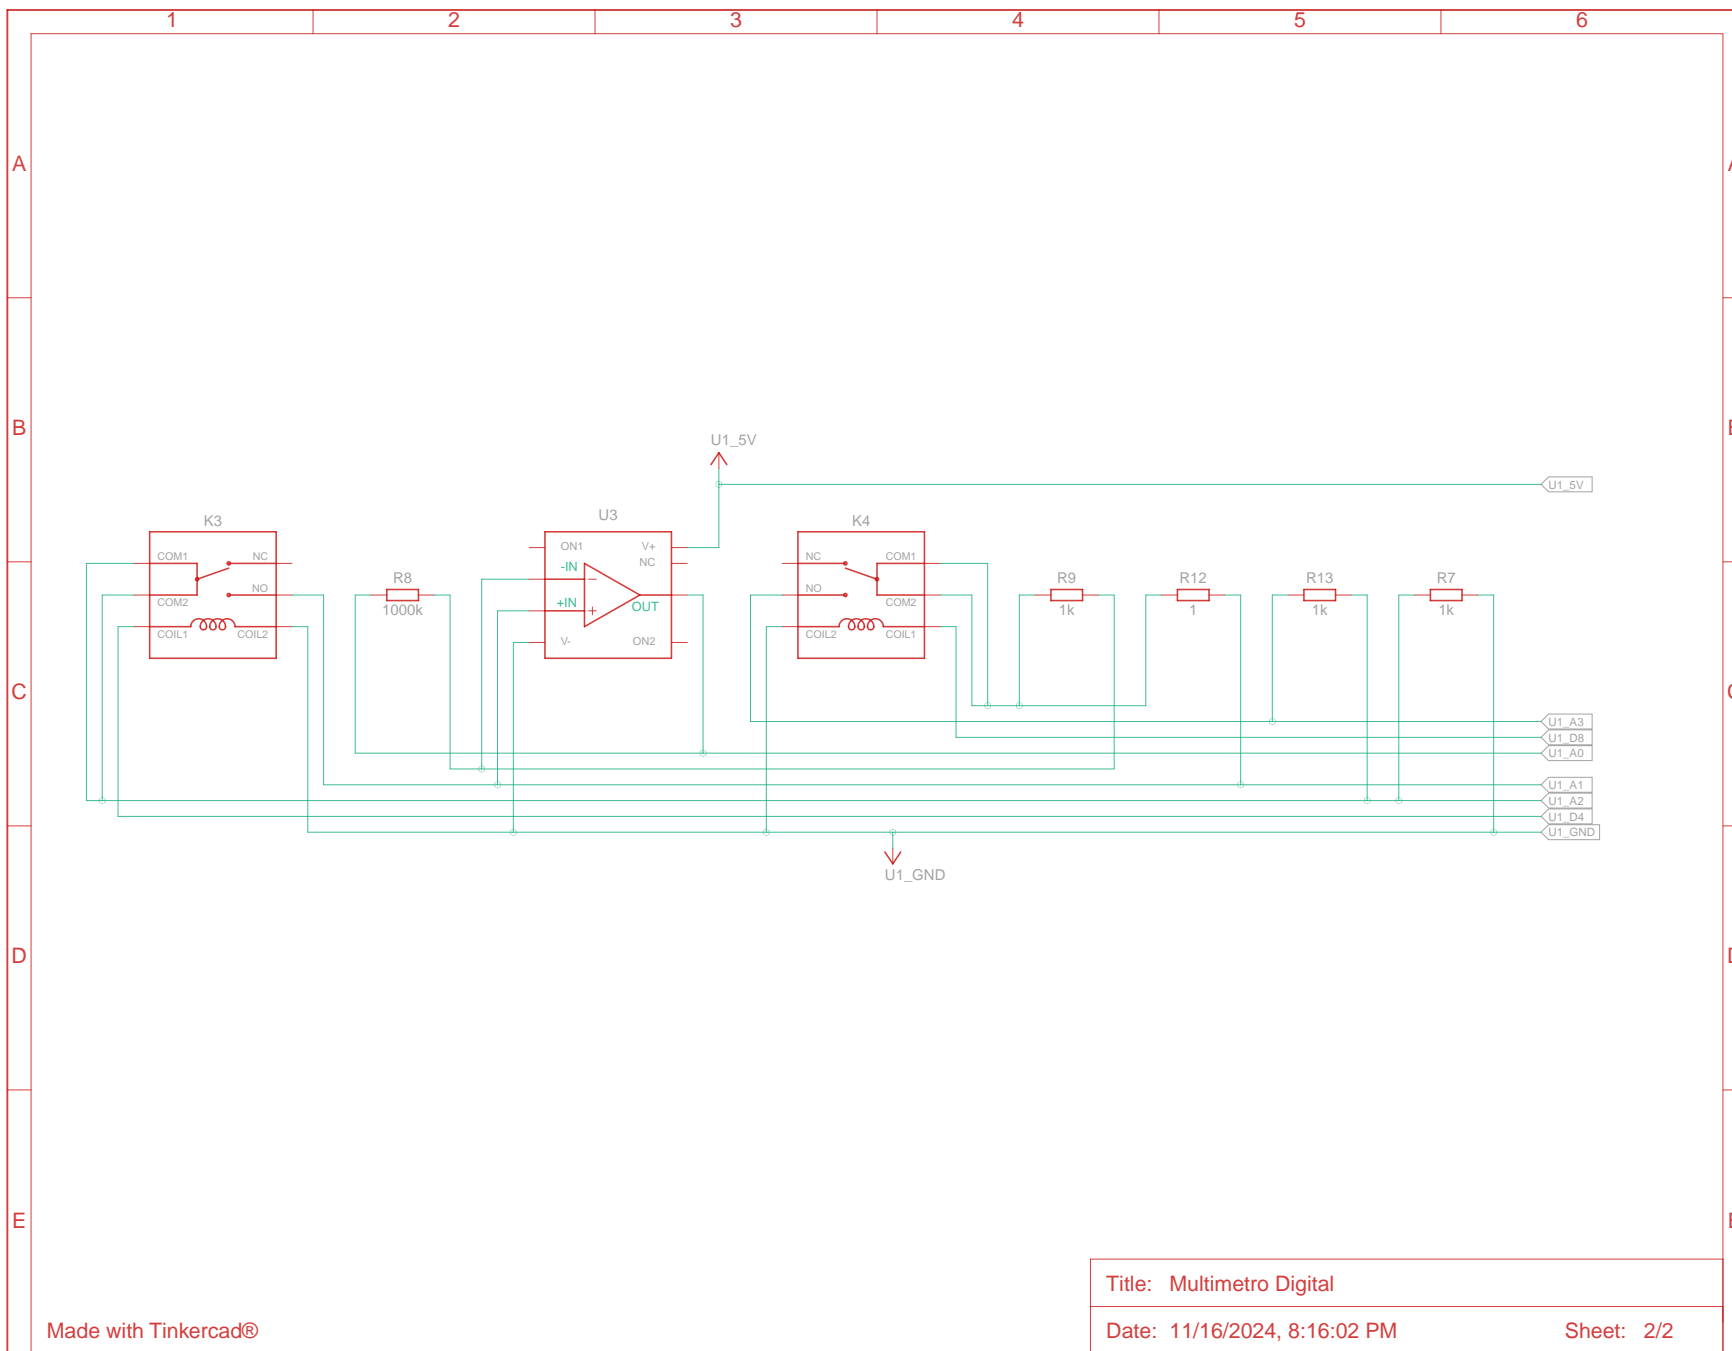 1 2 3 4 5 6
A A
U1_5V
B B
U1_5V
K3 U3 K4
COM1 NC ON1 V+ NC COM1
-IN NC
R8 R9 R12 R13 R7
COM2 NO +IN OUT NO COM2
1000k 1k 1 1k 1k
COIL1 COIL2 V- ON2 COIL2 COIL1
C C
U1_A3
U1_D8
U1_A0
U1_A1
U1_A2
U1_D4
U1_GND
U1_GND
D D
E E
Title: Multimetro Digital
Made with Tinkercad®
Date: 11/16/2024, 8:16:02 PM Sheet: 2/2